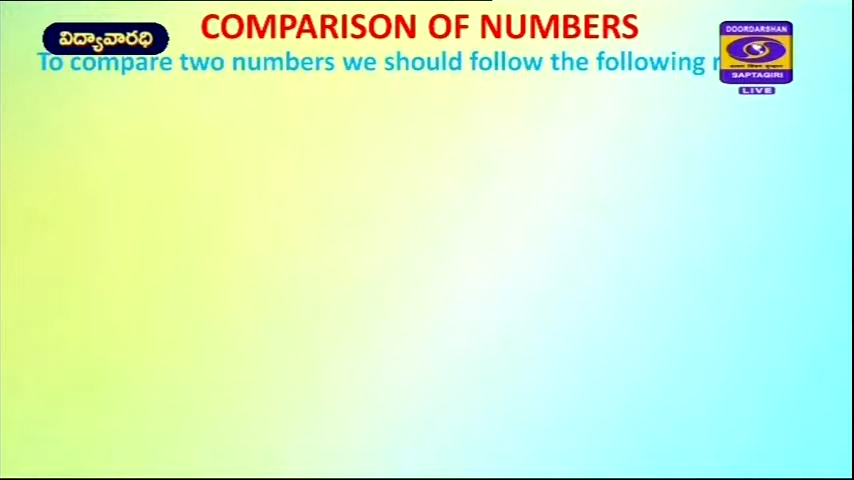 COMPARISON OF NUMBERS
విద్యావారధి
To compare two numbers we should follow the following
DOORDARSHAN
SAPTAGIRI
LIVE